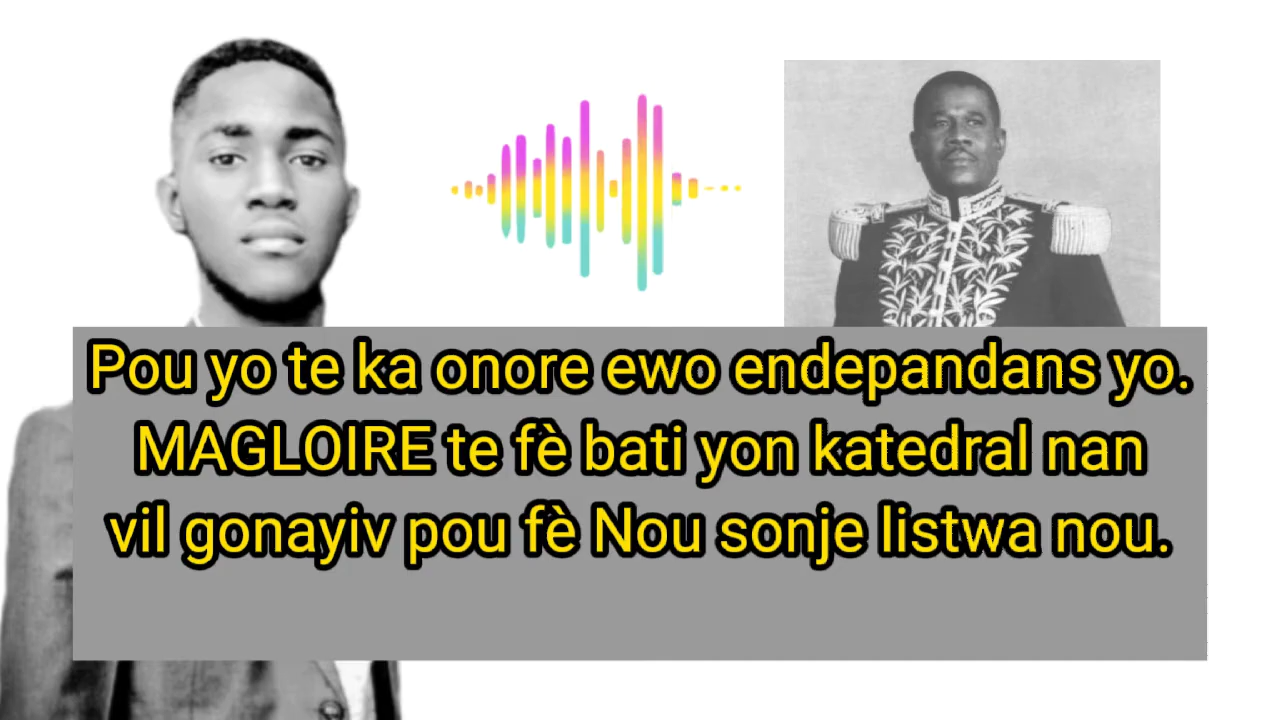 Pou yo te ka onore ewo endepandans yo.
MAGLOIRE te fè bati yon katedral nan
vil gonayiv pou fè Nou sonje listwa nou.